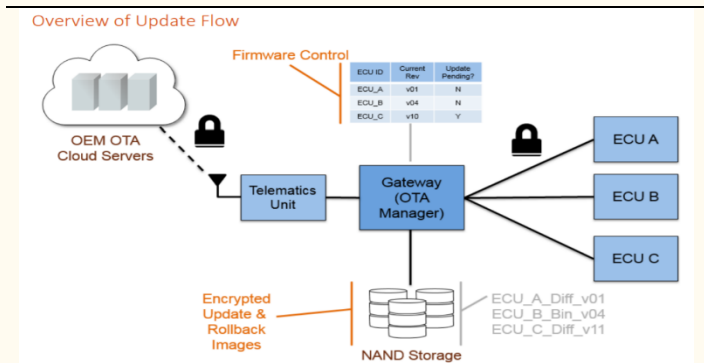 Overview of Update Flow
Firmware Control
ECU ID Current Rev Update Pending?
ECU_A v01 N
ECU_B v04 N
ECU_C v10 Y
OEM OTA
Cloud Servers
Telematics
Unit
Gateway
(OTA
Manager)
ECU A
ECU B
ECU C
Encrypted
Update &
Rollback
Images
NAND Storage
ECU_A_Diff_v01
ECU_B_Bin_v04
ECU_C_Diff_v11